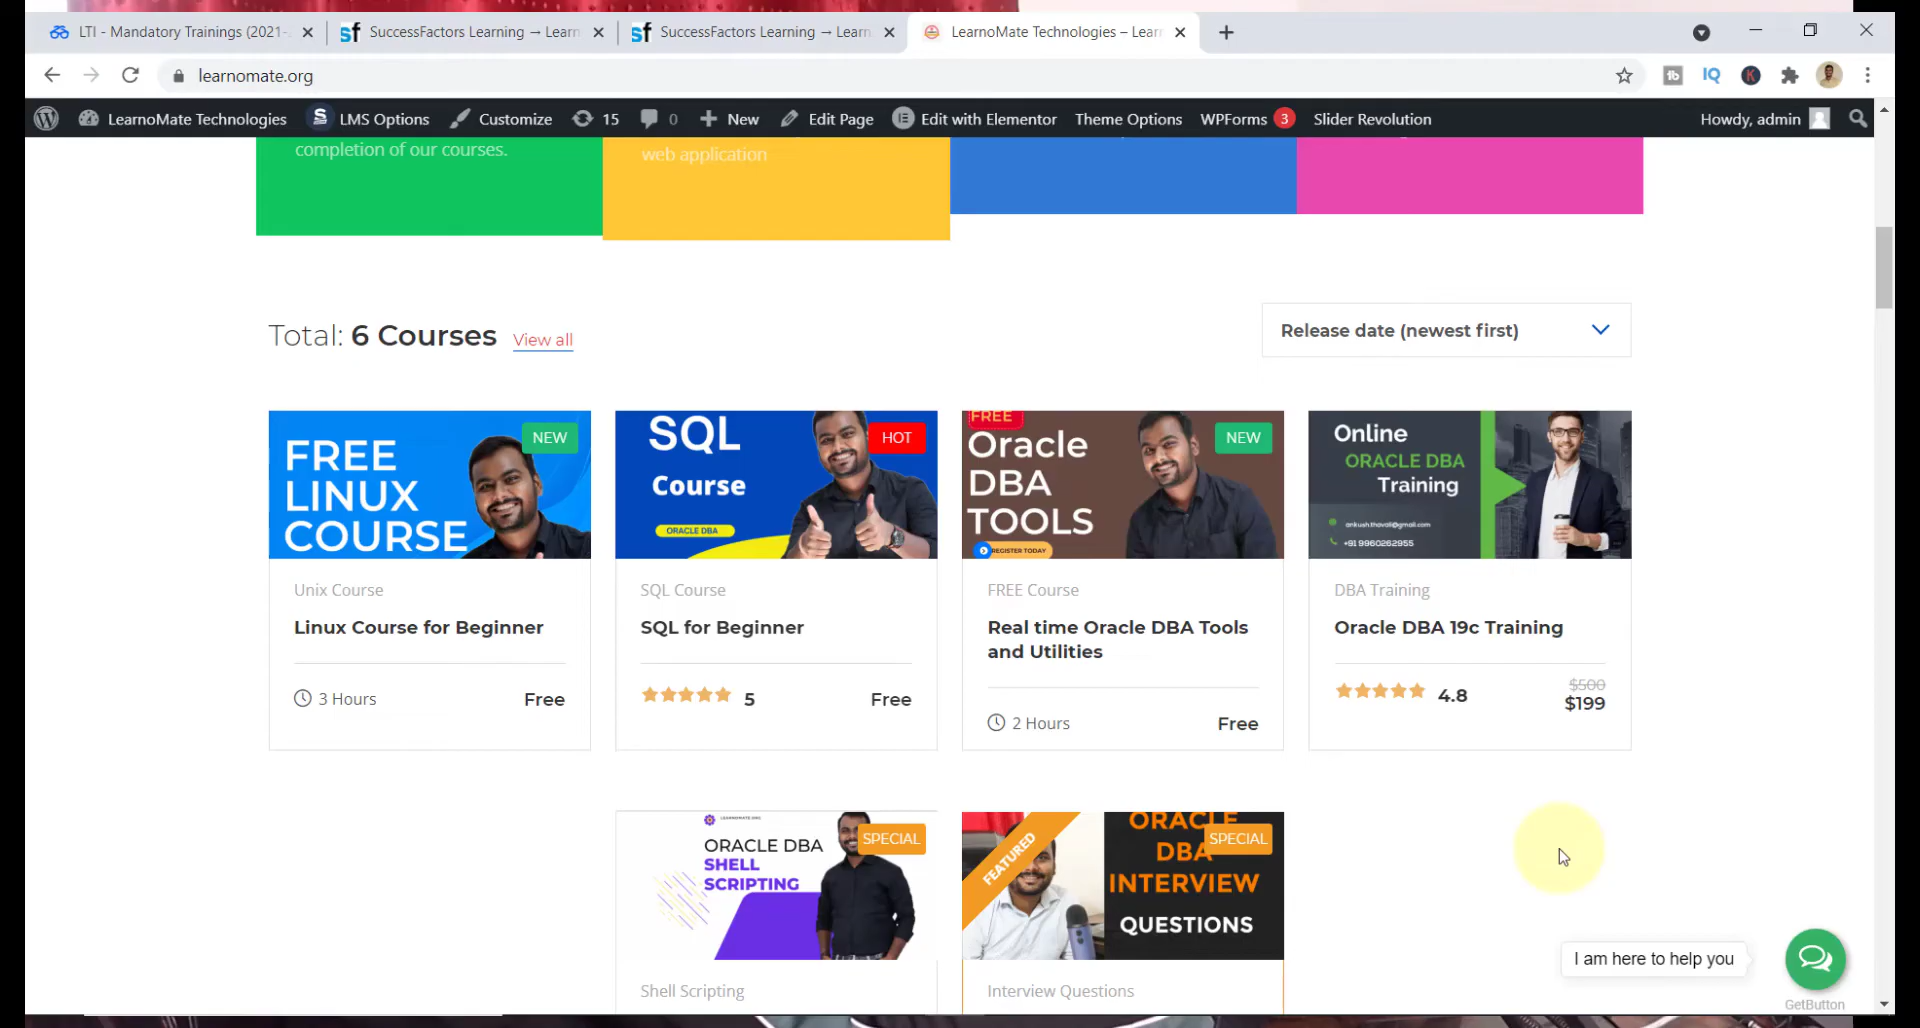 LTI - Mandatory Trainings (2021-
SuccessFactors Learning → Learn
SuccessFactors Learning → Learn
LearnoMate Technologies – Lear
learnomate.org
LearnoMate Technologies
LMS Options
Customize
15
0
New
Edit Page
Edit with Elementor
Theme Options
WPForms 3
Slider Revolution
Howdy, admin
completion of our courses.
web application
Total: 6 Courses View all
Release date (newest first)
FREE
LINUX
COURSE
NEW
Unix Course
Linux Course for Beginner
3 Hours
Free
SQL
Course
ORACLE DBA
HOT
SQL Course
SQL for Beginner
5
Free
FREE
Oracle
DBA
TOOLS
REGISTER TODAY
NEW
FREE Course
Real time Oracle DBA Tools
and Utilities
2 Hours
Free
Online
ORACLE DBA
Training
ankush.thavali@gmail.com
+91 9960262955
DBA Training
Oracle DBA 19c Training
4.8
$500
$199
LEARNOMATE.ORG
ORACLE DBA
SHELL
SCRIPTING
SPECIAL
Shell Scripting
FEATURED
ORACLE
DBA
INTERVIEW
QUESTIONS
SPECIAL
Interview Questions
I am here to help you
GetButton